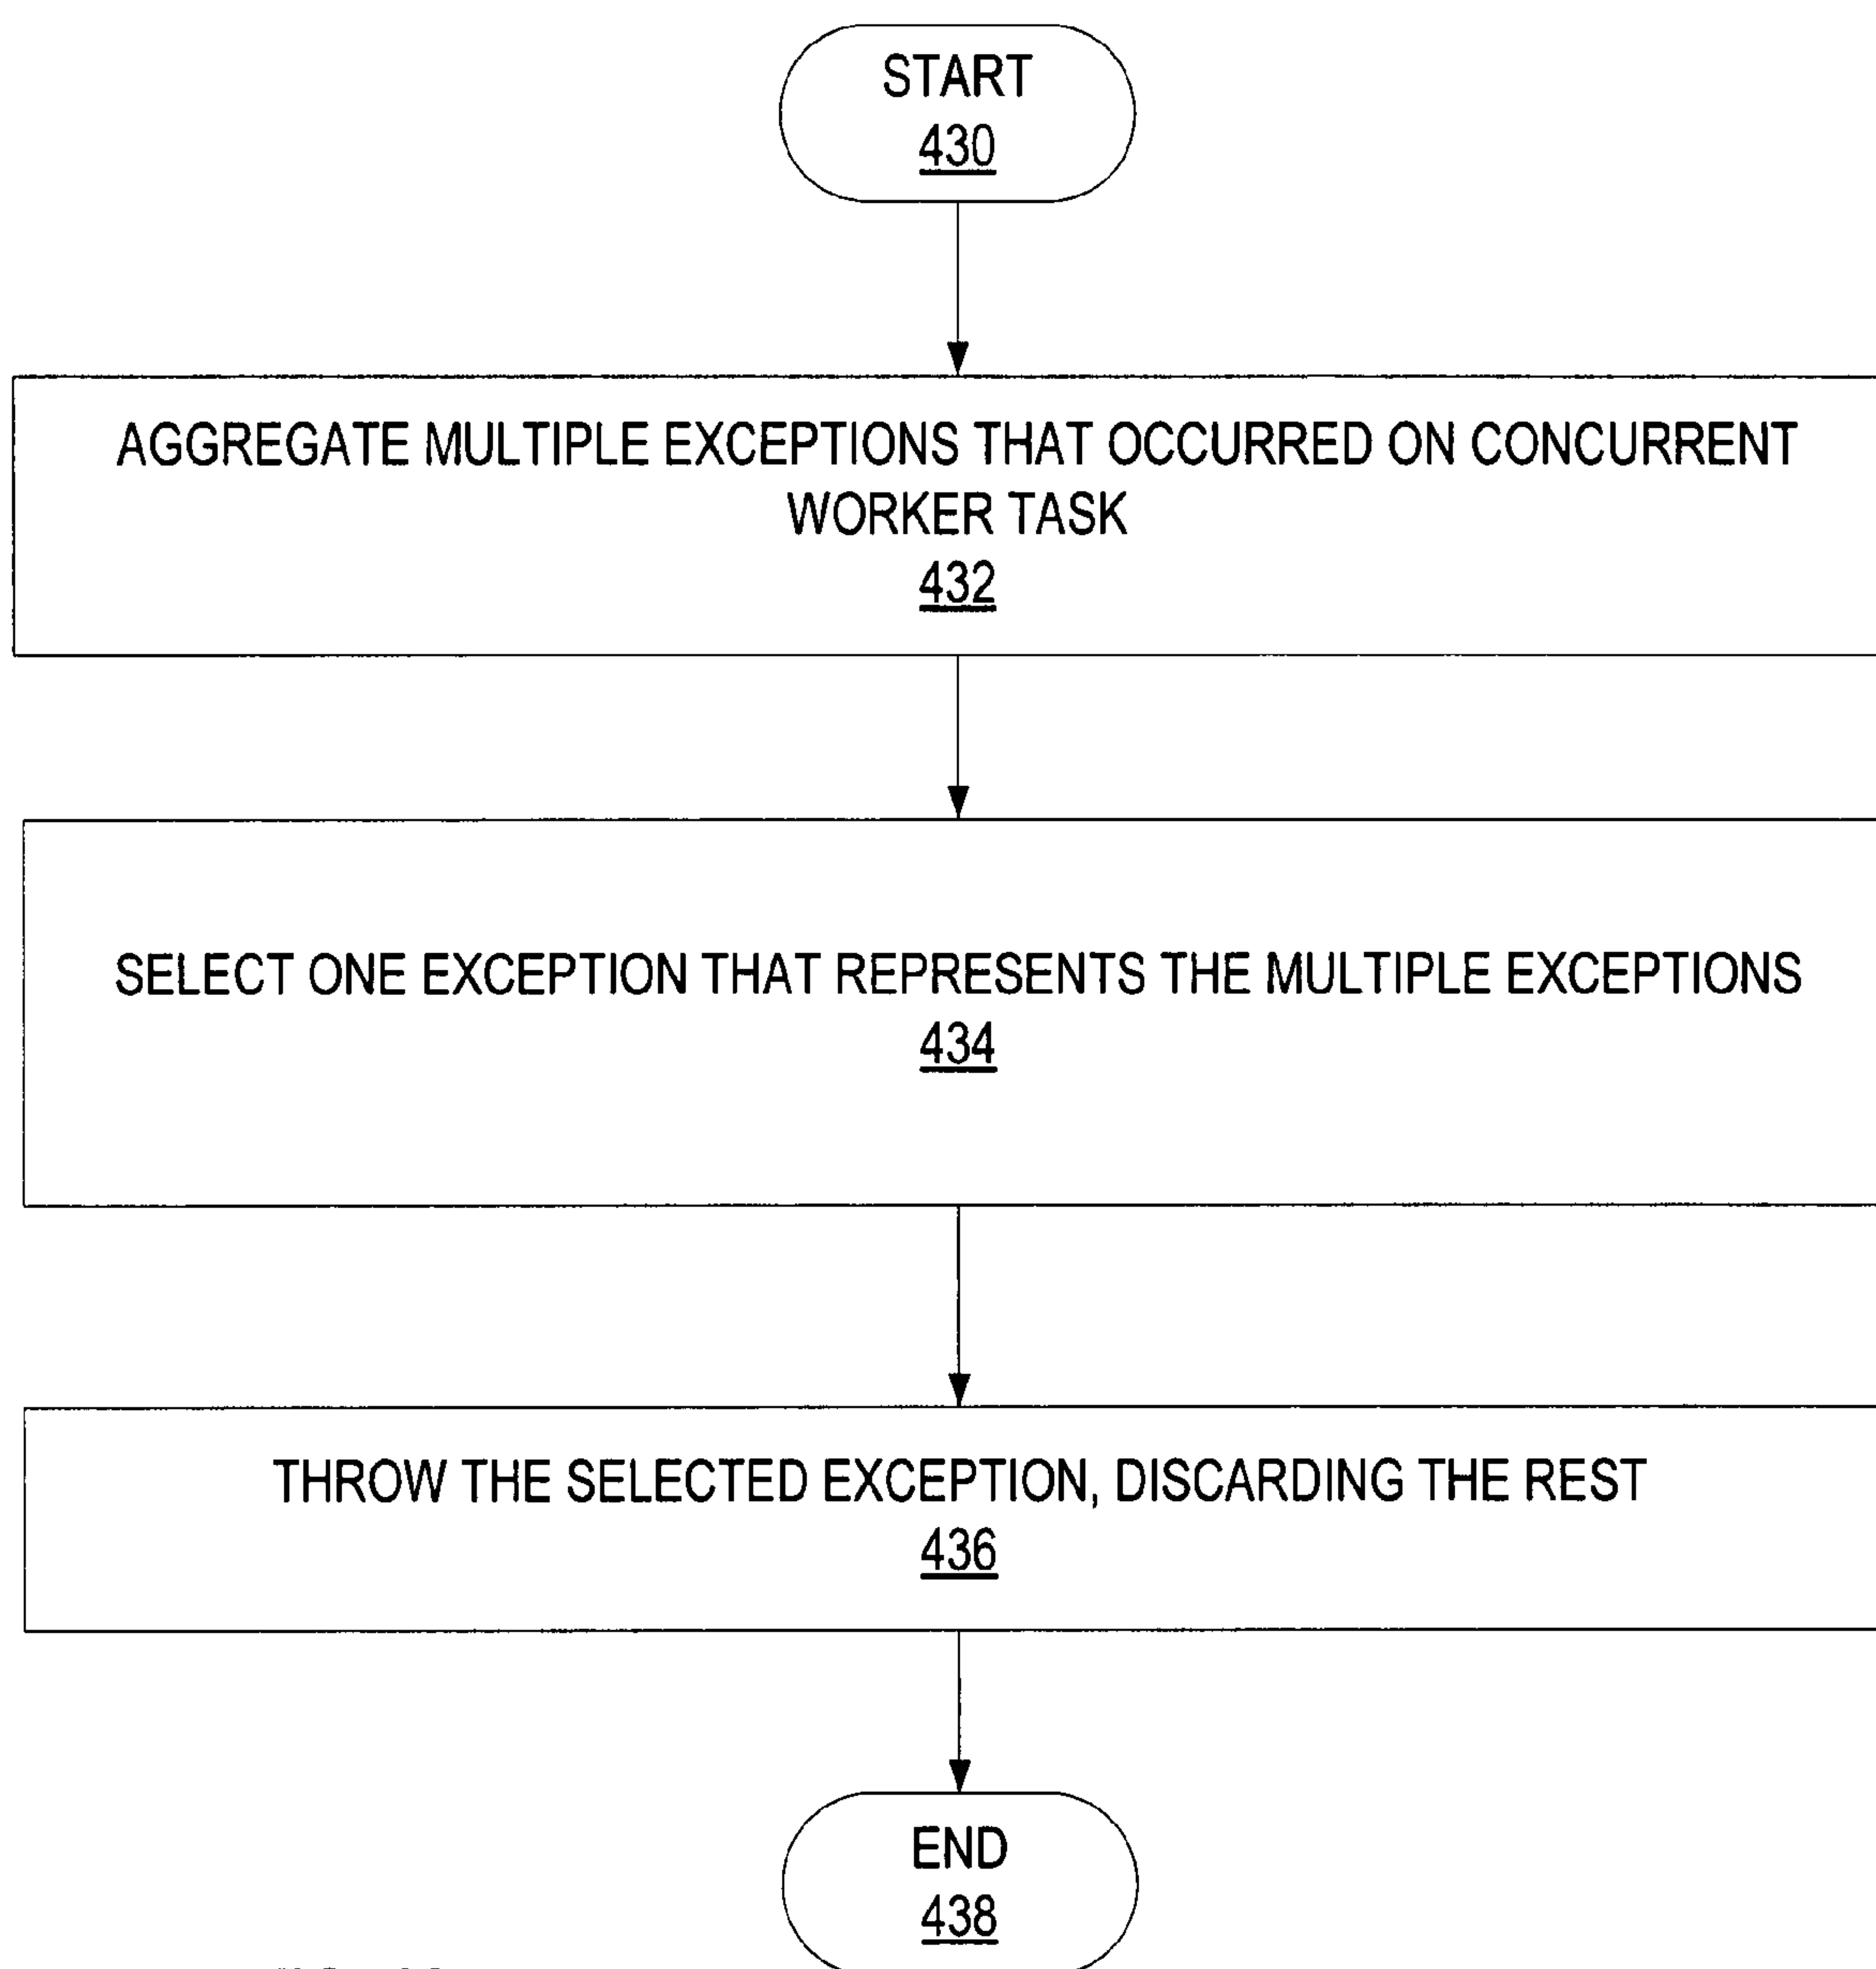 START
430
AGGREGATE MULTIPLE EXCEPTIONS THAT OCCURRED ON CONCURRENT
WORKER TASK
432
SELECT ONE EXCEPTION THAT REPRESENTS THE MULTIPLE EXCEPTIONS
434
THROW THE SELECTED EXCEPTION, DISCARDING THE REST
436
END
438